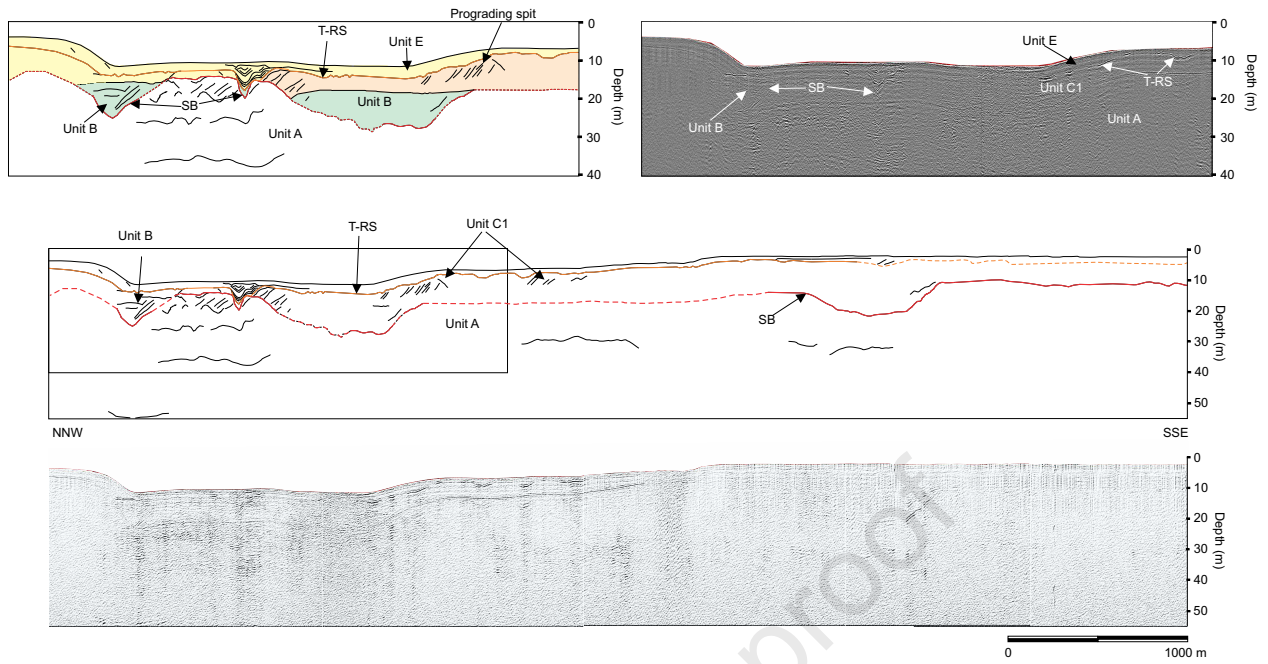 Prograding spit
T-RS
Unit E
0
10
20
30
40
Depth (m)
Unit B
SB
Unit B
Unit A
Unit E
T-RS
SB
Unit C1
Unit B
Unit A
0
10
20
30
40
Depth (m)
Unit B
T-RS
Unit C1
Unit A
SB
0
10
20
30
40
50
Depth (m)
NNW
SSE
0
10
20
30
40
50
Depth (m)
proof
0
1000 m